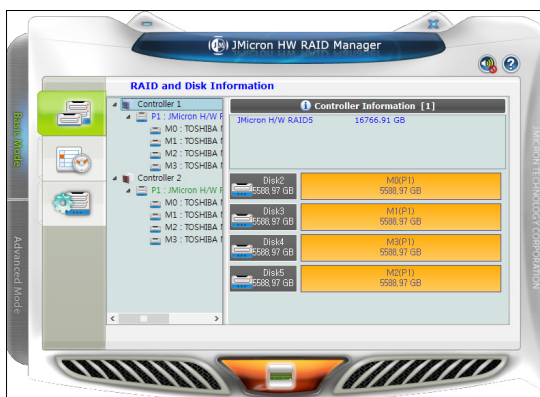 JM JMicron HW RAID Manager
RAID and Disk Information
Basic Mode
Advanced Mode
Controller 1
P1 : JMicron H/W R
M0 : TOSHIBA M
M1 : TOSHIBA M
M2 : TOSHIBA M
M3 : TOSHIBA M
Controller 2
P1 : JMicron H/W R
M0 : TOSHIBA M
M1 : TOSHIBA M
M2 : TOSHIBA M
M3 : TOSHIBA M
Controller Information [1]
JMicron H/W RAID5 16766.91 GB
Disk2
5588,97 GB
M0(P1)
5588,97 GB
Disk3
5588,97 GB
M1(P1)
5588,97 GB
Disk4
5588,97 GB
M3(P1)
5588,97 GB
Disk5
5588,97 GB
M2(P1)
5588,97 GB
JMICRON TECHNOLOGY CORPORATION